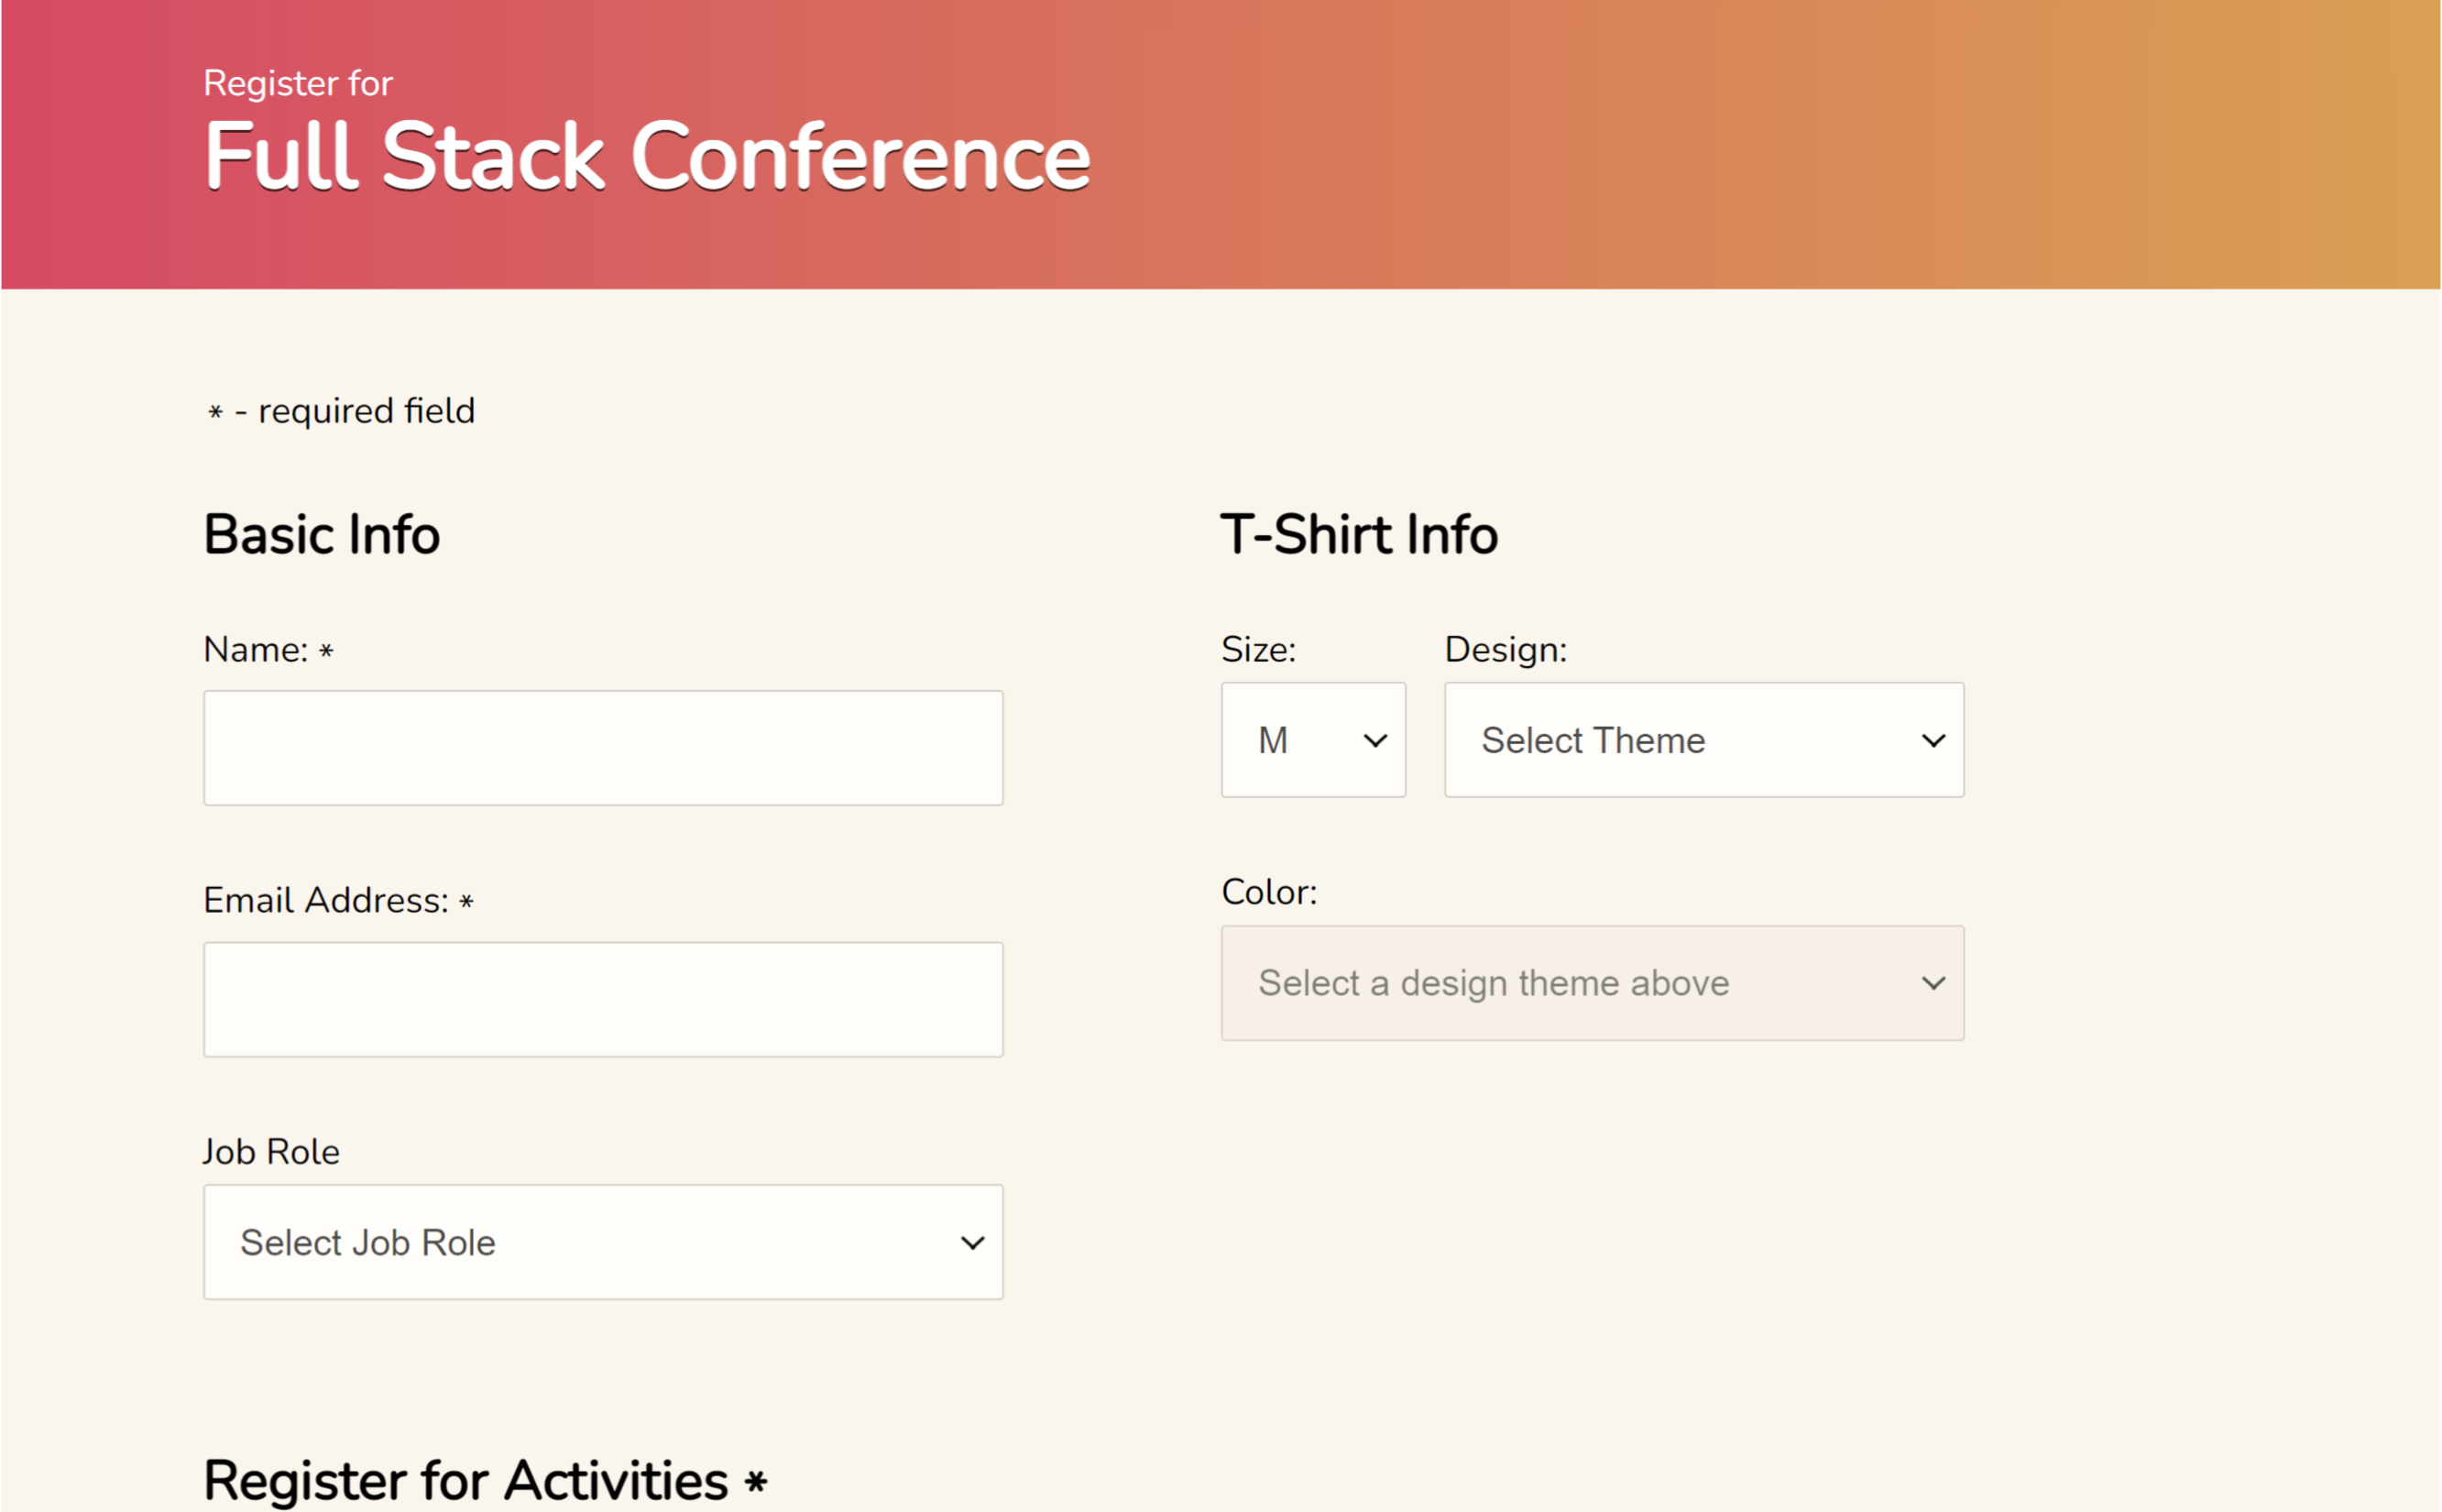 Register for
Full Stack Conference
* - required field
Basic Info
Name: *
Email Address: *
Job Role
Select Job Role
T-Shirt Info
Size:
Design:
M
Select Theme
Color:
Select a design theme above
Register for Activities *